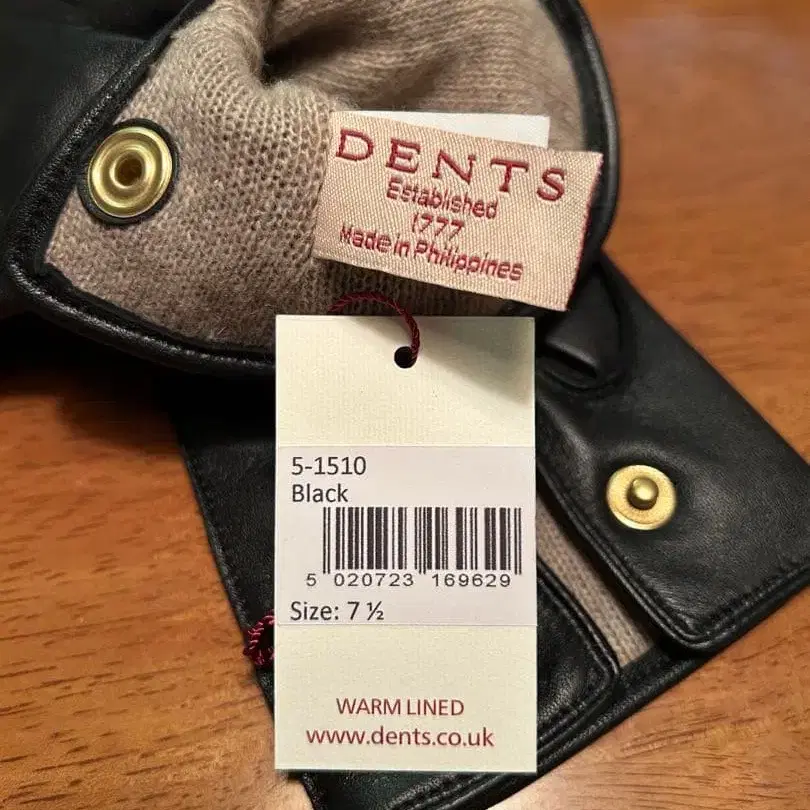 DENTS
Established
1777
Made in Philippines
5-1510
Black
5 020723 169629
Size: 7 ½
WARM LINED
www.dents.co.uk